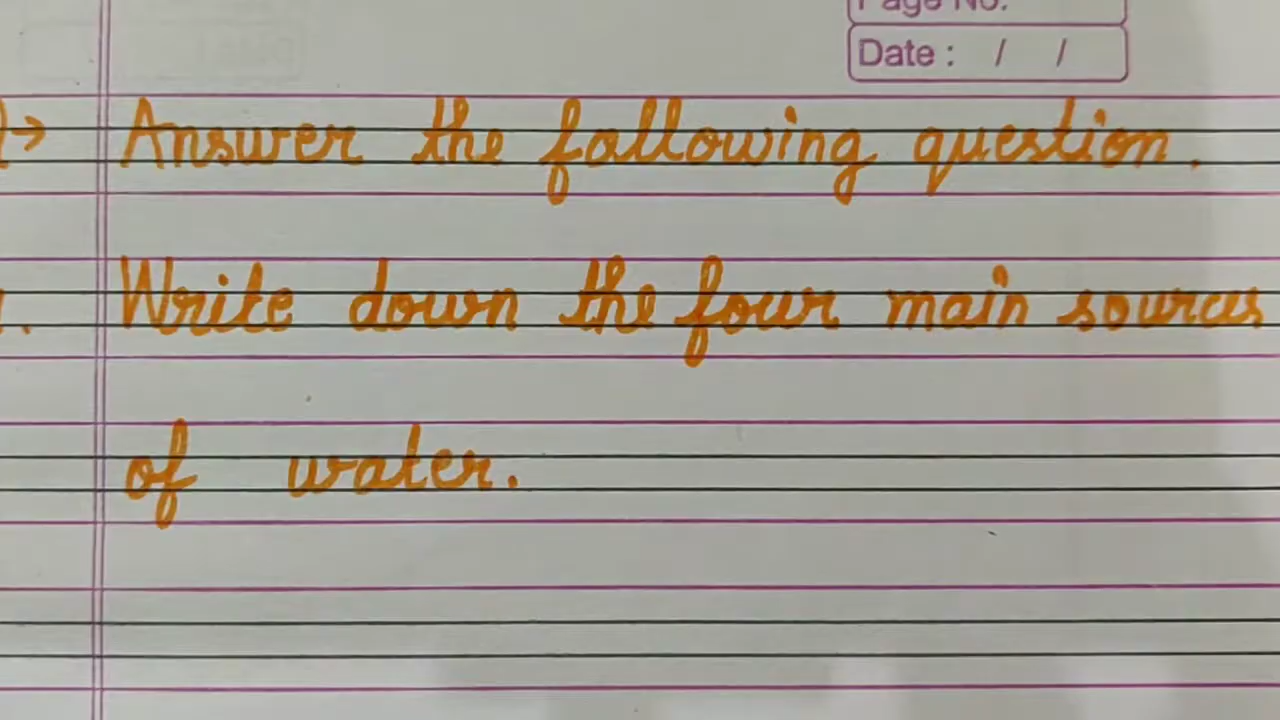 Page No.
Date : / /
Answer the following question.
Write down the four main sources
of water.